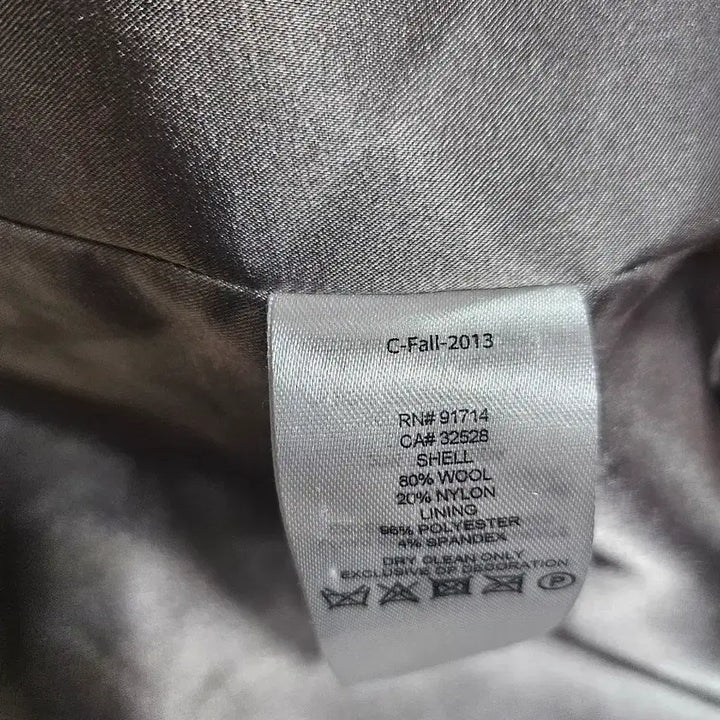 C-Fall-2013
RN# 91714
CA# 32528
SHELL
80% WOOL
20% NYLON
LINING
96% POLYESTER
4% SPANDEX
DRY CLEAN ONLY
EXCLUSIVE OF DECORATION
P